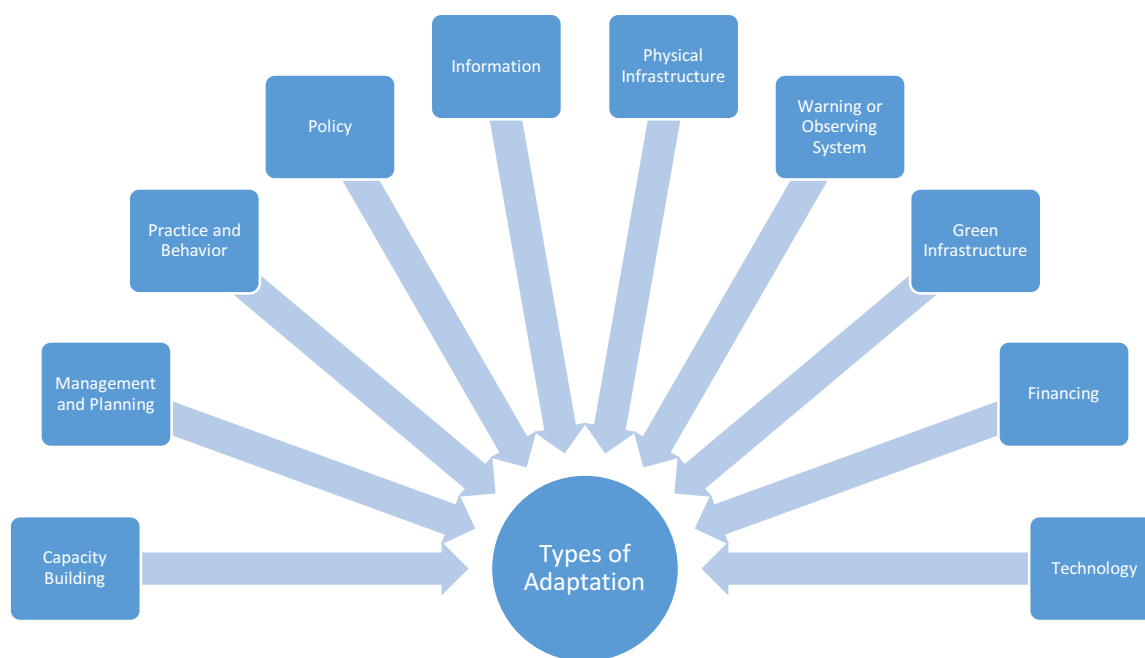 Information
Physical
Infrastructure
Policy
Warning or
Observing
System
Practice and
Behavior
Green
Infrastructure
Management
and Planning
Financing
Capacity
Building
Types of
Adaptation
Technology